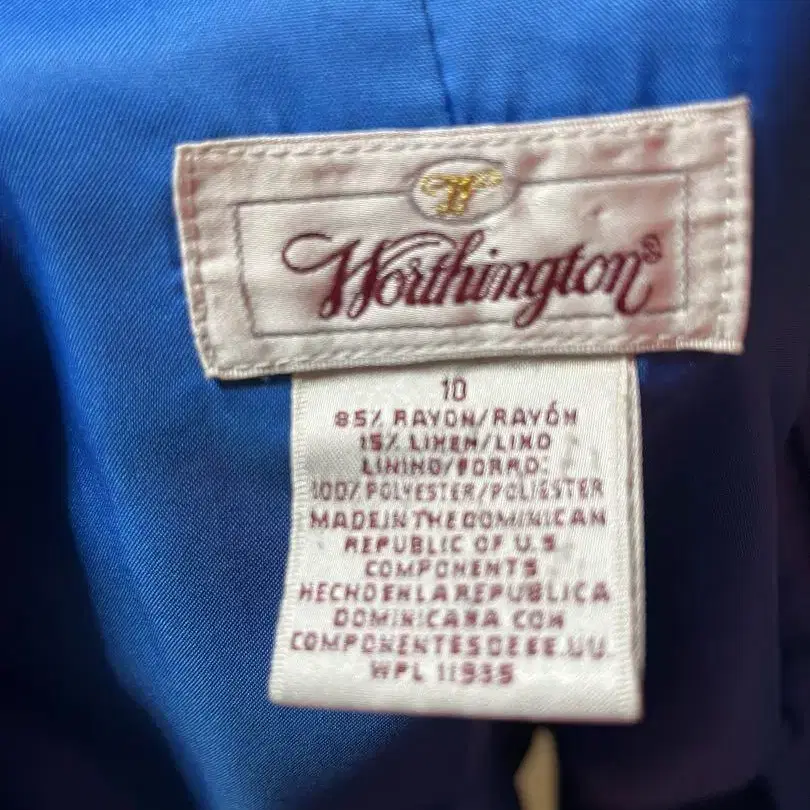 Worthington®
10
85% RAYON/RAYÓN
15% LINEN/LINO
LINING/FORRO:
100% POLYESTER/POLIESTER
MADE IN THE DOMINICAN
REPUBLIC OF U.S.
COMPONENTS
HECHO EN LA REPUBLICA
DOMINICANA CON
COMPONENTES DE EE.UU.
WPL 11935